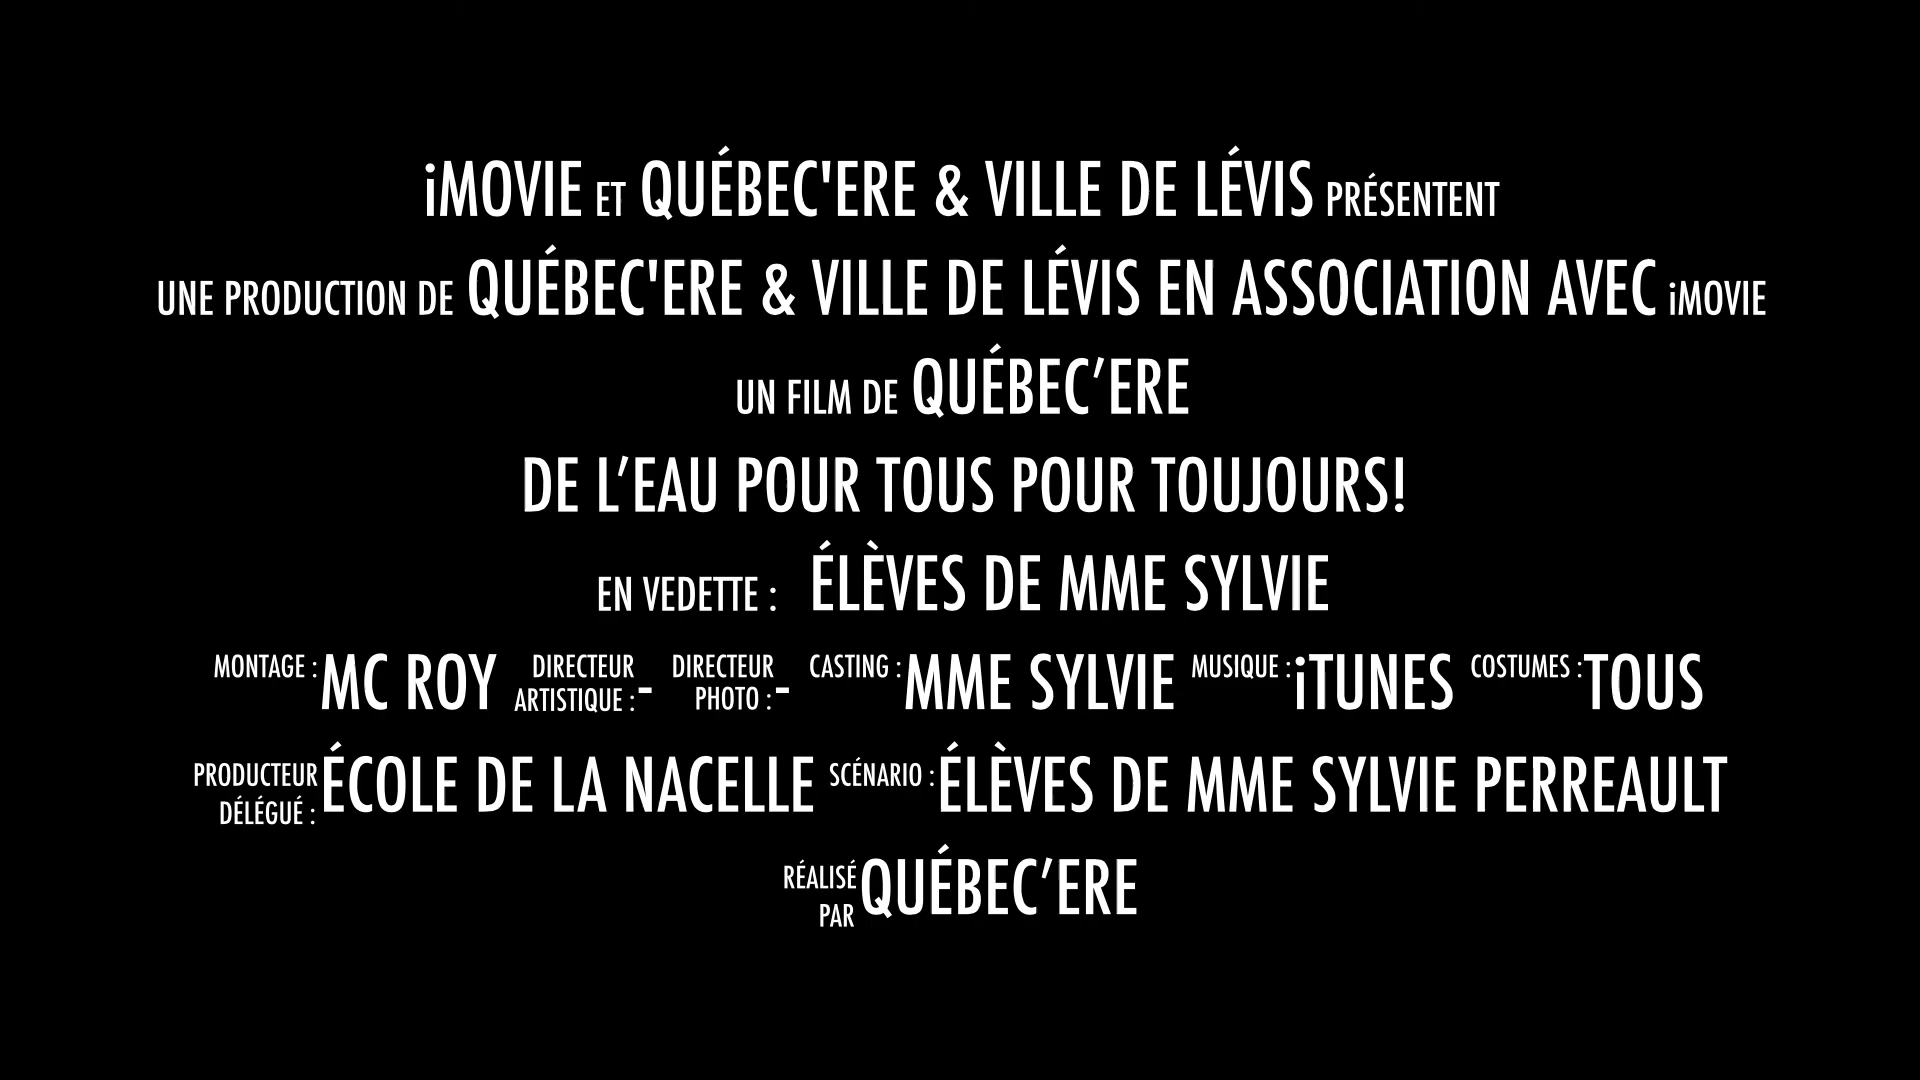 iMOVIE ET QUÉBEC'ERE & VILLE DE LÉVIS PRÉSENTENT
UNE PRODUCTION DE QUÉBEC'ERE & VILLE DE LÉVIS EN ASSOCIATION AVEC iMOVIE
UN FILM DE QUÉBEC’ERE
DE L’EAU POUR TOUS POUR TOUJOURS!
EN VEDETTE : ÉLÈVES DE MME SYLVIE
MONTAGE : MC ROY DIRECTEUR ARTISTIQUE : - DIRECTEUR PHOTO : - CASTING : MME SYLVIE MUSIQUE : iTUNES COSTUMES : TOUS
PRODUCTEUR DÉLÉGUÉ : ÉCOLE DE LA NACELLE SCÉNARIO : ÉLÈVES DE MME SYLVIE PERREAULT
RÉALISÉ PAR QUÉBEC’ERE